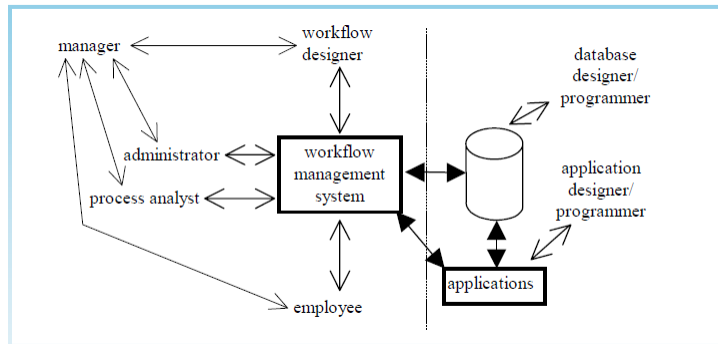 manager
workflow
designer
database
designer/
programmer
administrator
workflow
management
system
application
designer/
programmer
process analyst
applications
employee